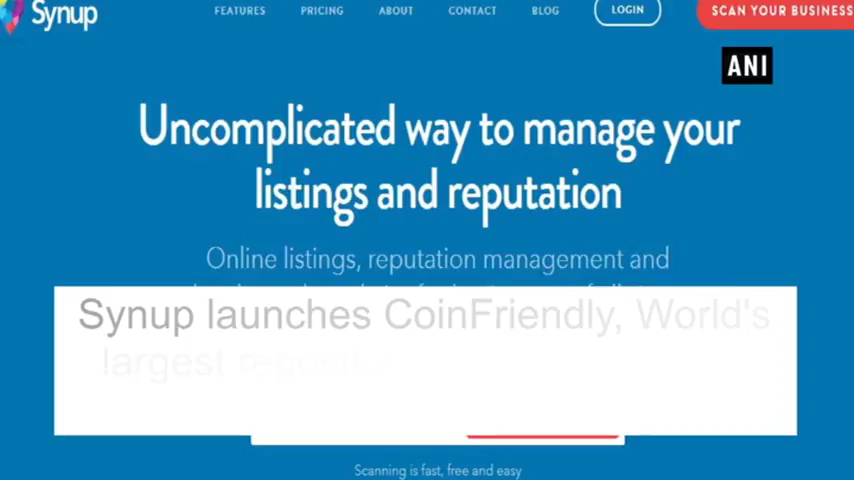 Synup
FEATURES PRICING ABOUT CONTACT BLOG LOGIN SCAN YOUR BUSINESS
ANI
Uncomplicated way to manage your
listings and reputation
Online listings, reputation management and
Synup launches CoinFriendly, World's
largest
Scanning is fast, free and easy